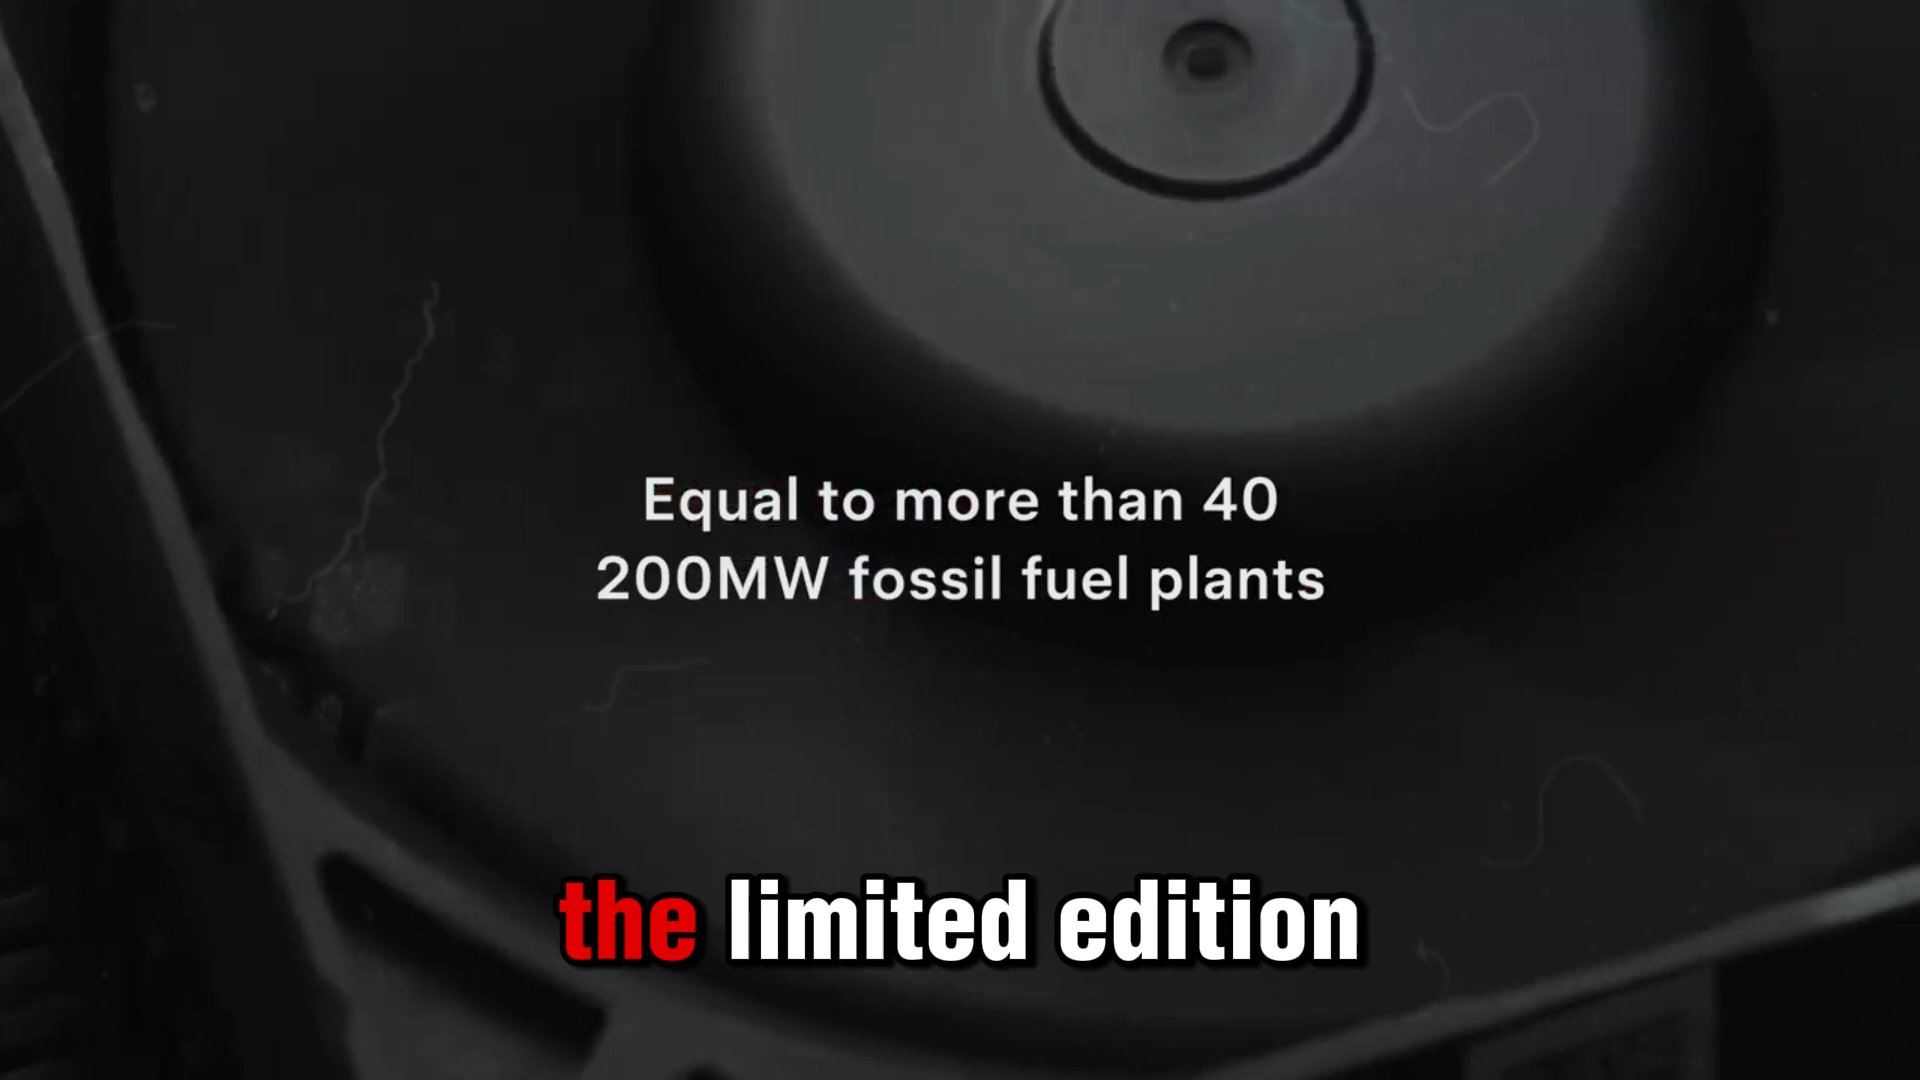 Equal to more than 40
200MW fossil fuel plants
the limited edition